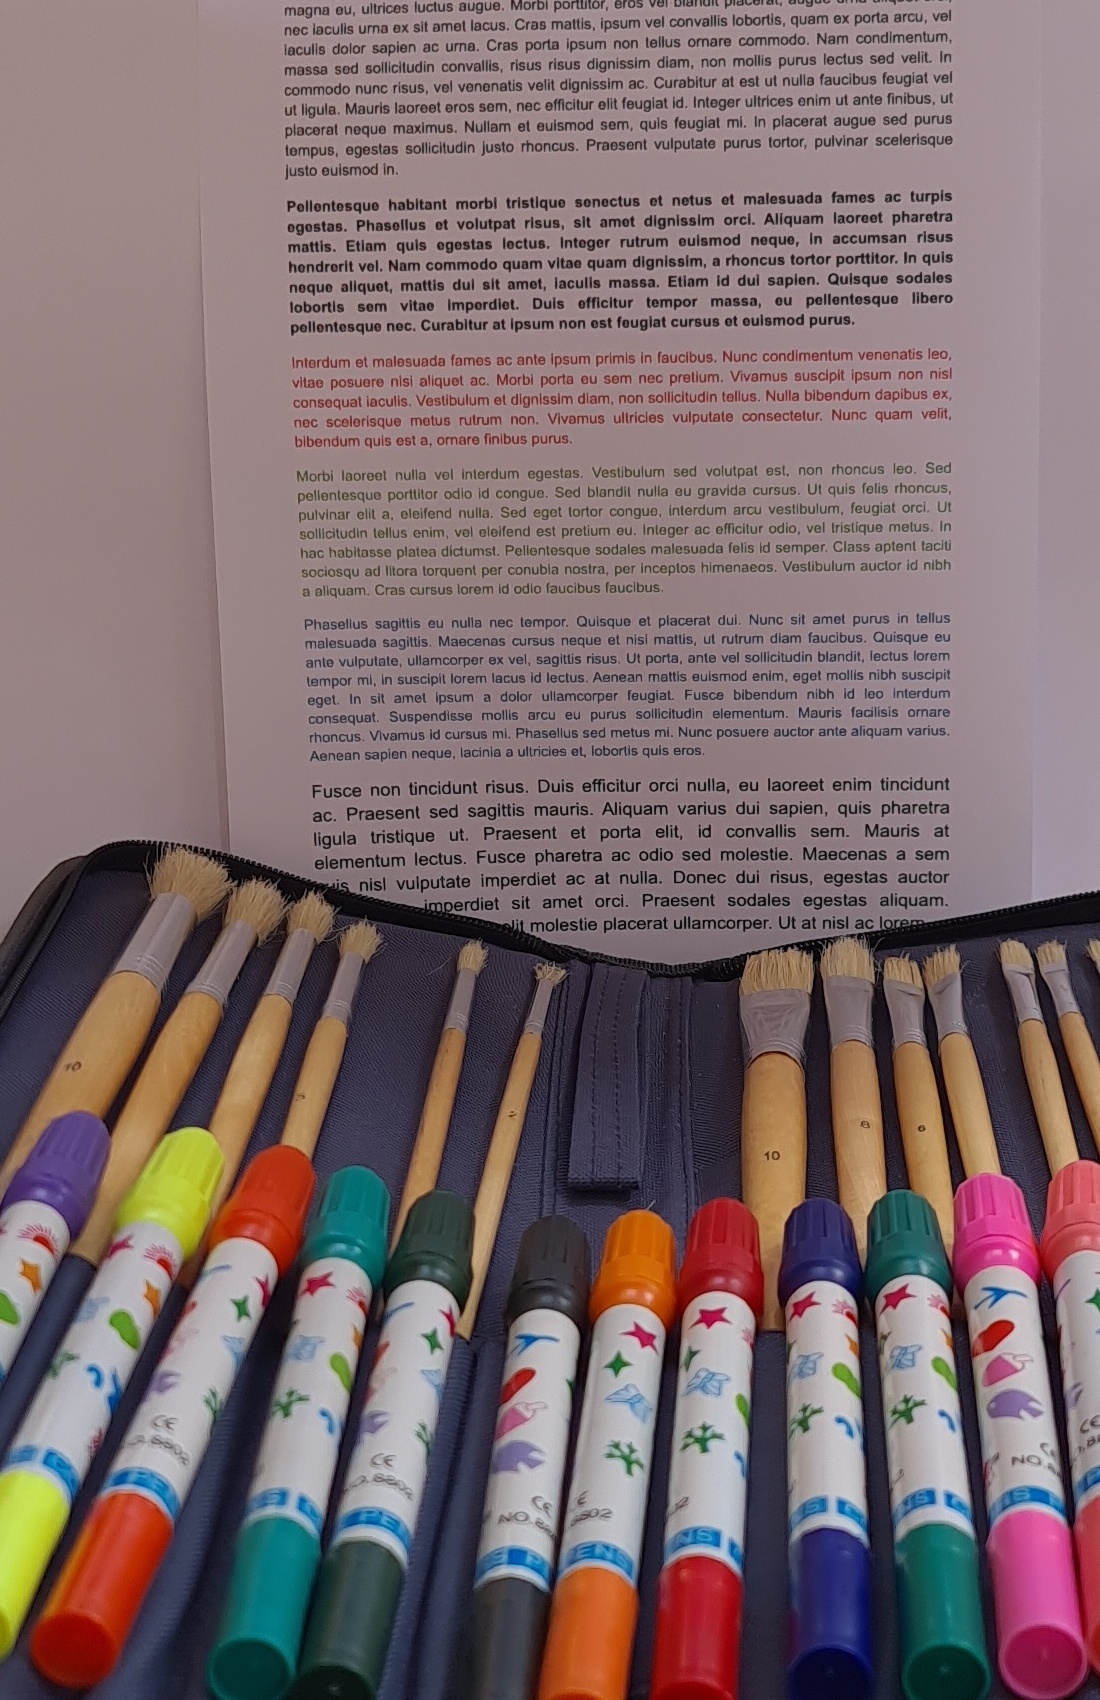 magna eu, ultrices luctus augue. Morbi porttitor, eros vel blandit placerat, augue urna
nec iaculis urna ex sit amet lacus. Cras mattis, ipsum vel convallis lobortis, quam ex porta arcu, vel
iaculis dolor sapien ac urna. Cras porta ipsum non tellus ornare commodo. Nam condimentum,
massa sed sollicitudin convallis, risus risus dignissim diam, non mollis purus lectus sed velit. In
commodo nunc risus, vel venenatis velit dignissim ac. Curabitur at est ut nulla faucibus feugiat vel
ut ligula. Mauris laoreet eros sem, nec efficitur elit feugiat id. Integer ultrices enim ut ante finibus, ut
placerat neque maximus. Nullam et euismod sem, quis feugiat mi. In placerat augue sed purus
tempus, egestas sollicitudin justo rhoncus. Praesent vulputate purus tortor, pulvinar scelerisque
justo euismod in.
Pellentesque habitant morbi tristique senectus et netus et malesuada fames ac turpis
egestas. Phasellus et volutpat risus, sit amet dignissim orci. Aliquam laoreet pharetra
mattis. Etiam quis egestas lectus. Integer rutrum euismod neque, in accumsan risus
hendrerit vel. Nam commodo quam vitae quam dignissim, a rhoncus tortor porttitor. In quis
neque aliquet, mattis dui sit amet, iaculis massa. Etiam id dui sapien. Quisque sodales
lobortis sem vitae imperdiet. Duis efficitur tempor massa, eu pellentesque libero
pellentesque nec. Curabitur at ipsum non est feugiat cursus et euismod purus.
Interdum et malesuada fames ac ante ipsum primis in faucibus. Nunc condimentum venenatis leo,
vitae posuere nisi aliquet ac. Morbi porta eu sem nec pretium. Vivamus suscipit ipsum non nisl
consequat iaculis. Vestibulum et dignissim diam, non sollicitudin tellus. Nulla bibendum dapibus ex,
nec scelerisque metus rutrum non. Vivamus ultricies vulputate consectetur. Nunc quam velit,
bibendum quis est a, ornare finibus purus.
Morbi laoreet nulla vel interdum egestas. Vestibulum sed volutpat est, non rhoncus leo. Sed
pellentesque porttitor odio id congue. Sed blandit nulla eu gravida cursus. Ut quis felis rhoncus,
pulvinar elit a, eleifend nulla. Sed eget tortor congue, interdum arcu vestibulum, feugiat orci. Ut
sollicitudin tellus enim, vel eleifend est pretium eu. Integer ac efficitur odio, vel tristique metus. In
hac habitasse platea dictumst. Pellentesque sodales malesuada felis id semper. Class aptent taciti
sociosqu ad litora torquent per conubia nostra, per inceptos himenaeos. Vestibulum auctor id nibh
a aliquam. Cras cursus lorem id odio faucibus faucibus.
Phasellus sagittis eu nulla nec tempor. Quisque et placerat dui. Nunc sit amet purus in tellus
malesuada sagittis. Maecenas cursus neque et nisi mattis, ut rutrum diam faucibus. Quisque eu
ante vulputate, ullamcorper ex vel, sagittis risus. Ut porta, ante vel sollicitudin blandit, lectus lorem
tempor mi, in suscipit lorem lacus id lectus. Aenean mattis euismod enim, eget mollis nibh suscipit
eget. In sit amet ipsum a dolor ullamcorper feugiat. Fusce bibendum nibh id leo interdum
consequat. Suspendisse mollis arcu eu purus sollicitudin elementum. Mauris facilisis ornare
rhoncus. Vivamus id cursus mi. Phasellus sed metus mi. Nunc posuere auctor ante aliquam varius.
Aenean sapien neque, lacinia a ultricies et, lobortis quis eros.
Fusce non tincidunt risus. Duis efficitur orci nulla, eu laoreet enim tincidunt
ac. Praesent sed sagittis mauris. Aliquam varius dui sapien, quis pharetra
ligula tristique ut. Praesent et porta elit, id convallis sem. Mauris at
elementum lectus. Fusce pharetra ac odio sed molestie. Maecenas a sem
nisl vulputate imperdiet ac at nulla. Donec dui risus, egestas auctor
imperdiet sit amet orci. Praesent sodales egestas aliquam.
molestie placerat ullamcorper. Ut at nisl ac lorem
10
2
10
8
6
CE
NO.8802
CE
NO.
CE
8802
PENS